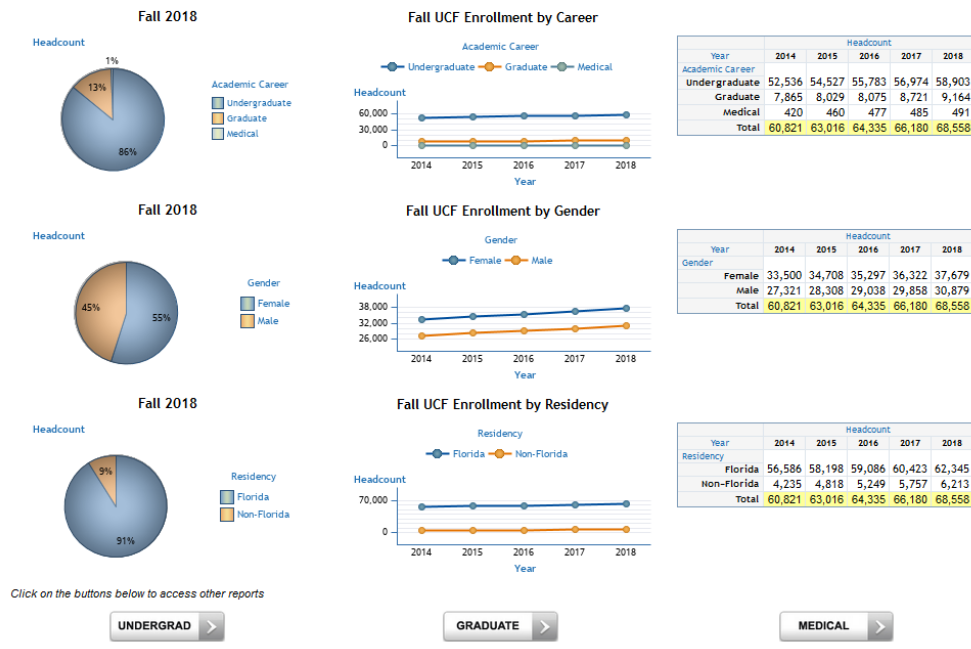 Fall 2018
Headcount
1%
13%
86%
Academic Career
Undergraduate
Graduate
Medical
Fall UCF Enrollment by Career
Academic Career
Undergraduate Graduate Medical
Headcount
60,000
30,000
0
2014 2015 2016 2017 2018
Year
Headcount
Year 2014 2015 2016 2017 2018
Academic Career
Undergraduate 52,536 54,527 55,783 56,974 58,903
Graduate 7,865 8,029 8,075 8,721 9,164
Medical 420 460 477 485 491
Total 60,821 63,016 64,335 66,180 68,558
Fall 2018
Headcount
45%
55%
Gender
Female
Male
Fall UCF Enrollment by Gender
Gender
Female Male
Headcount
38,000
32,000
26,000
2014 2015 2016 2017 2018
Year
Headcount
Year 2014 2015 2016 2017 2018
Gender
Female 33,500 34,708 35,297 36,322 37,679
Male 27,321 28,308 29,038 29,858 30,879
Total 60,821 63,016 64,335 66,180 68,558
Fall 2018
Headcount
9%
91%
Residency
Florida
Non-Florida
Fall UCF Enrollment by Residency
Residency
Florida Non-Florida
Headcount
70,000
0
2014 2015 2016 2017 2018
Year
Headcount
Year 2014 2015 2016 2017 2018
Residency
Florida 56,586 58,198 59,086 60,423 62,345
Non-Florida 4,235 4,818 5,249 5,757 6,213
Total 60,821 63,016 64,335 66,180 68,558
Click on the buttons below to access other reports
UNDERGRAD
GRADUATE
MEDICAL